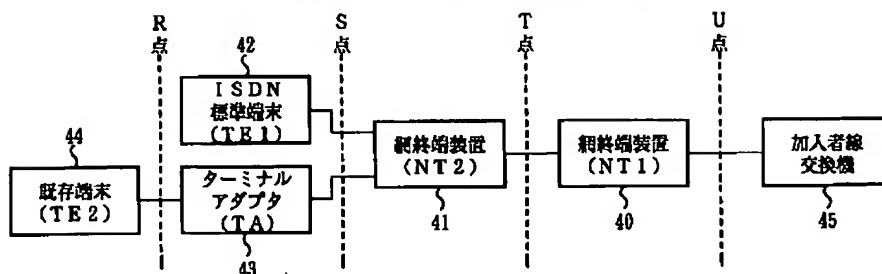 R
点
S
点
T
点
U
点
42
ISDN
標準端末
(TE1)
44
既存端末
(TE2)
ターミナル
アダプタ
(TA)
43
網終端装置
(NT2)
41
網終端装置
(NT1)
40
加入者線
交換機
45